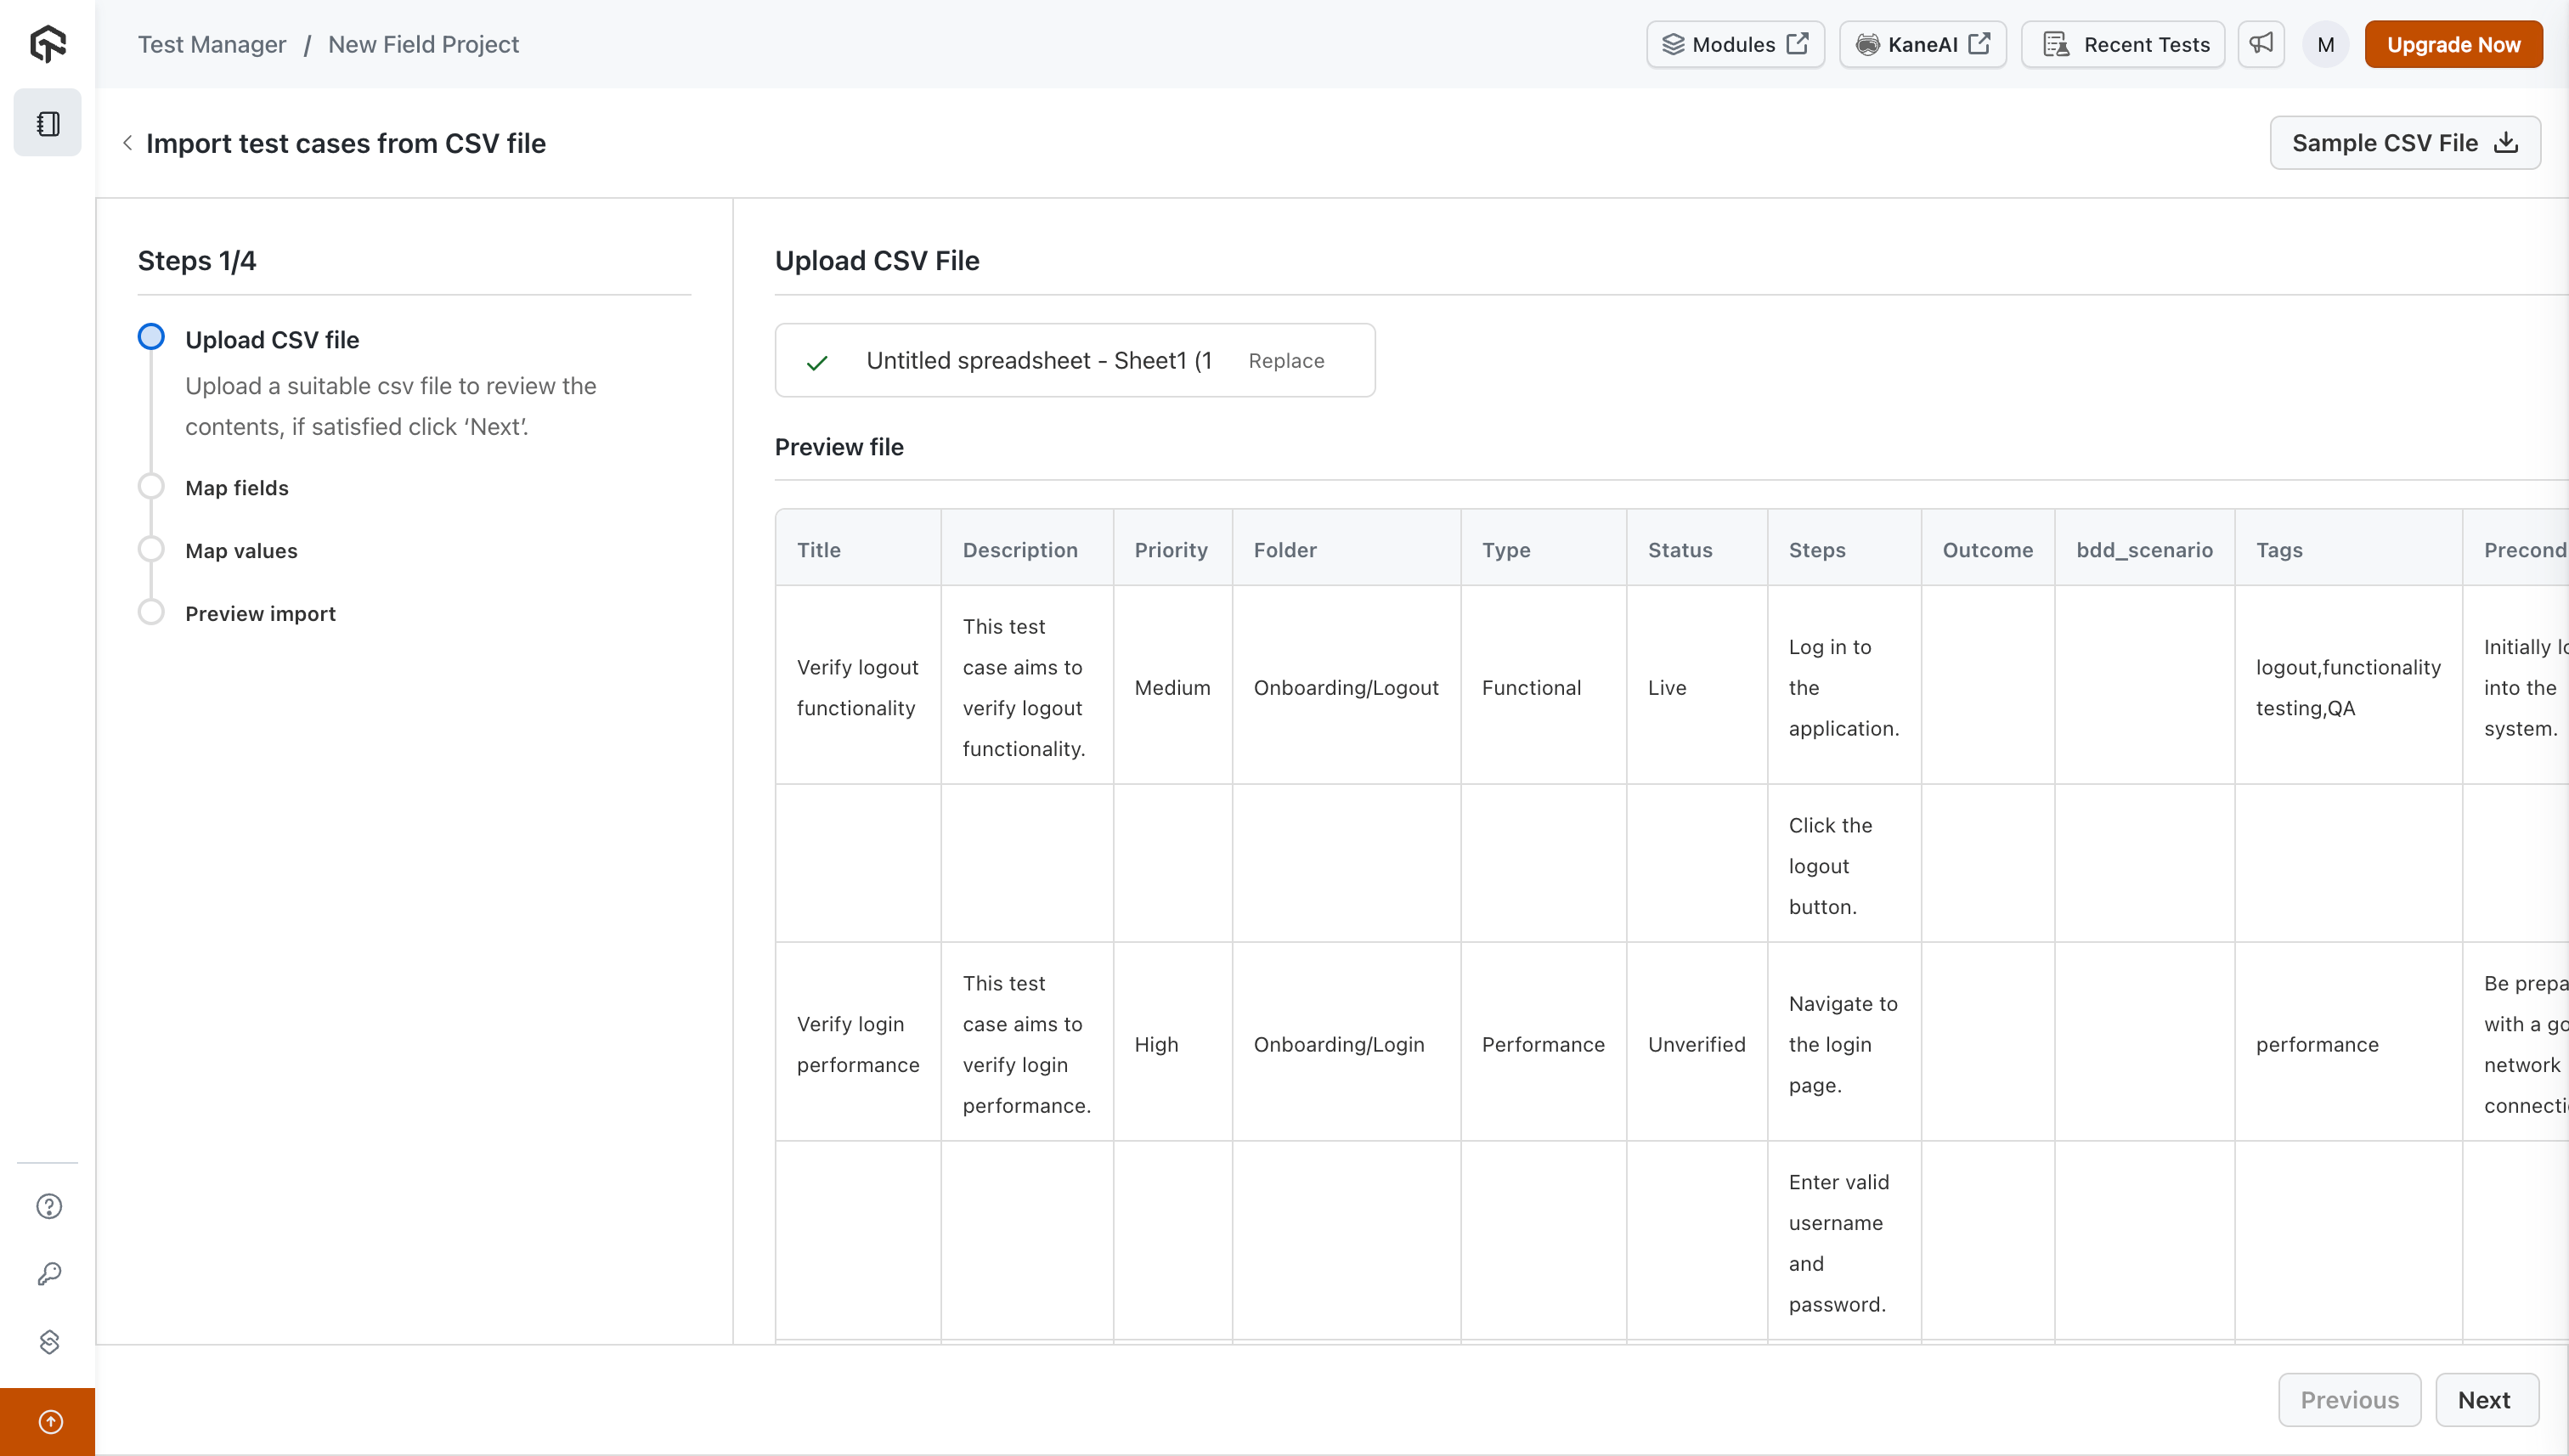 Test Manager / New Field Project
Modules
KaneAI
Recent Tests
M
Upgrade Now
Import test cases from CSV file
Sample CSV File
Steps 1/4
Upload CSV file
Upload a suitable csv file to review the
contents, if satisfied click ‘Next’.
Map fields
Map values
Preview import
Upload CSV File
Untitled spreadsheet - Sheet1 (1
Replace
Preview file
Title
Description
Priority
Folder
Type
Status
Steps
Outcome
bdd_scenario
Tags
Precond
Verify logout
functionality
This test
case aims to
verify logout
functionality.
Medium
Onboarding/Logout
Functional
Live
Log in to
the
application.
logout,functionality
testing,QA
Initially lo
into the
system.
Click the
logout
button.
Verify login
performance
This test
case aims to
verify login
performance.
High
Onboarding/Login
Performance
Unverified
Navigate to
the login
page.
performance
Be prepa
with a go
network
connecti
Enter valid
username
and
password.
Previous
Next